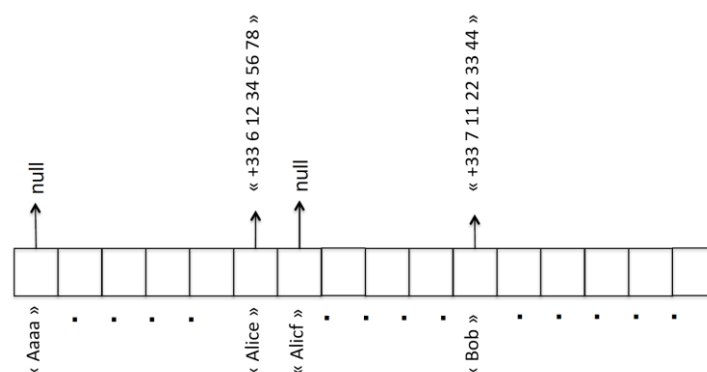 null
« +33 6 12 34 56 78 »
null
« +33 7 11 22 33 44 »
« Aaaa »
« Alice »
« Alicf »
« Bob »